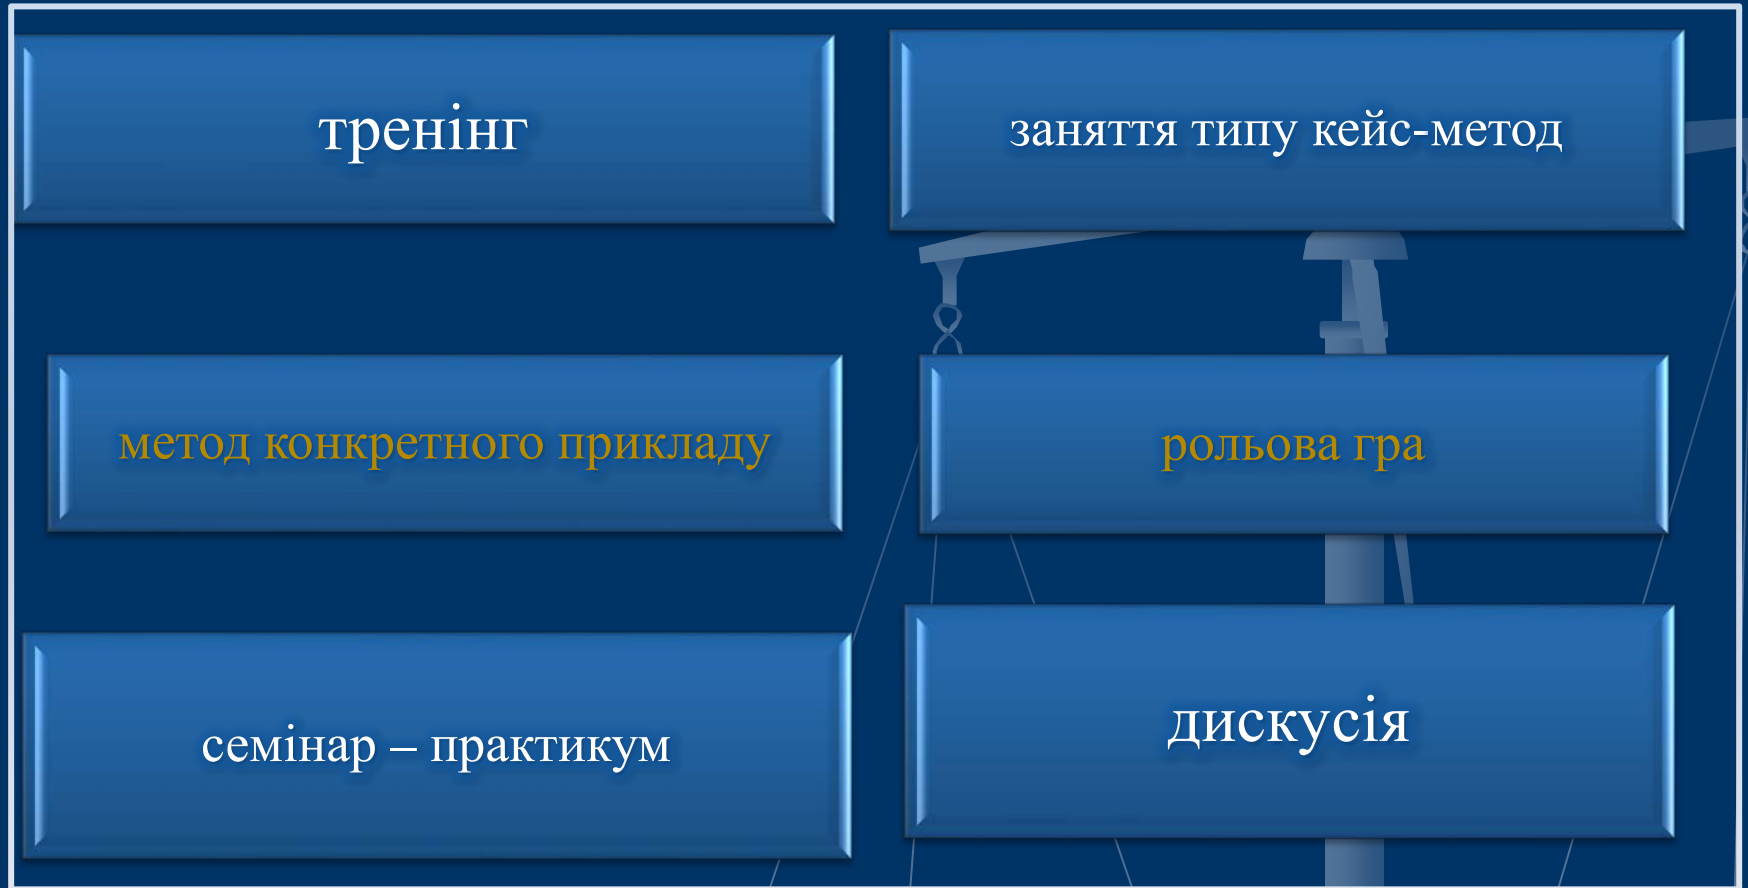 тренінг
заняття типу кейс-метод
метод конкретного прикладу
рольова гра
семінар – практикум
дискусія